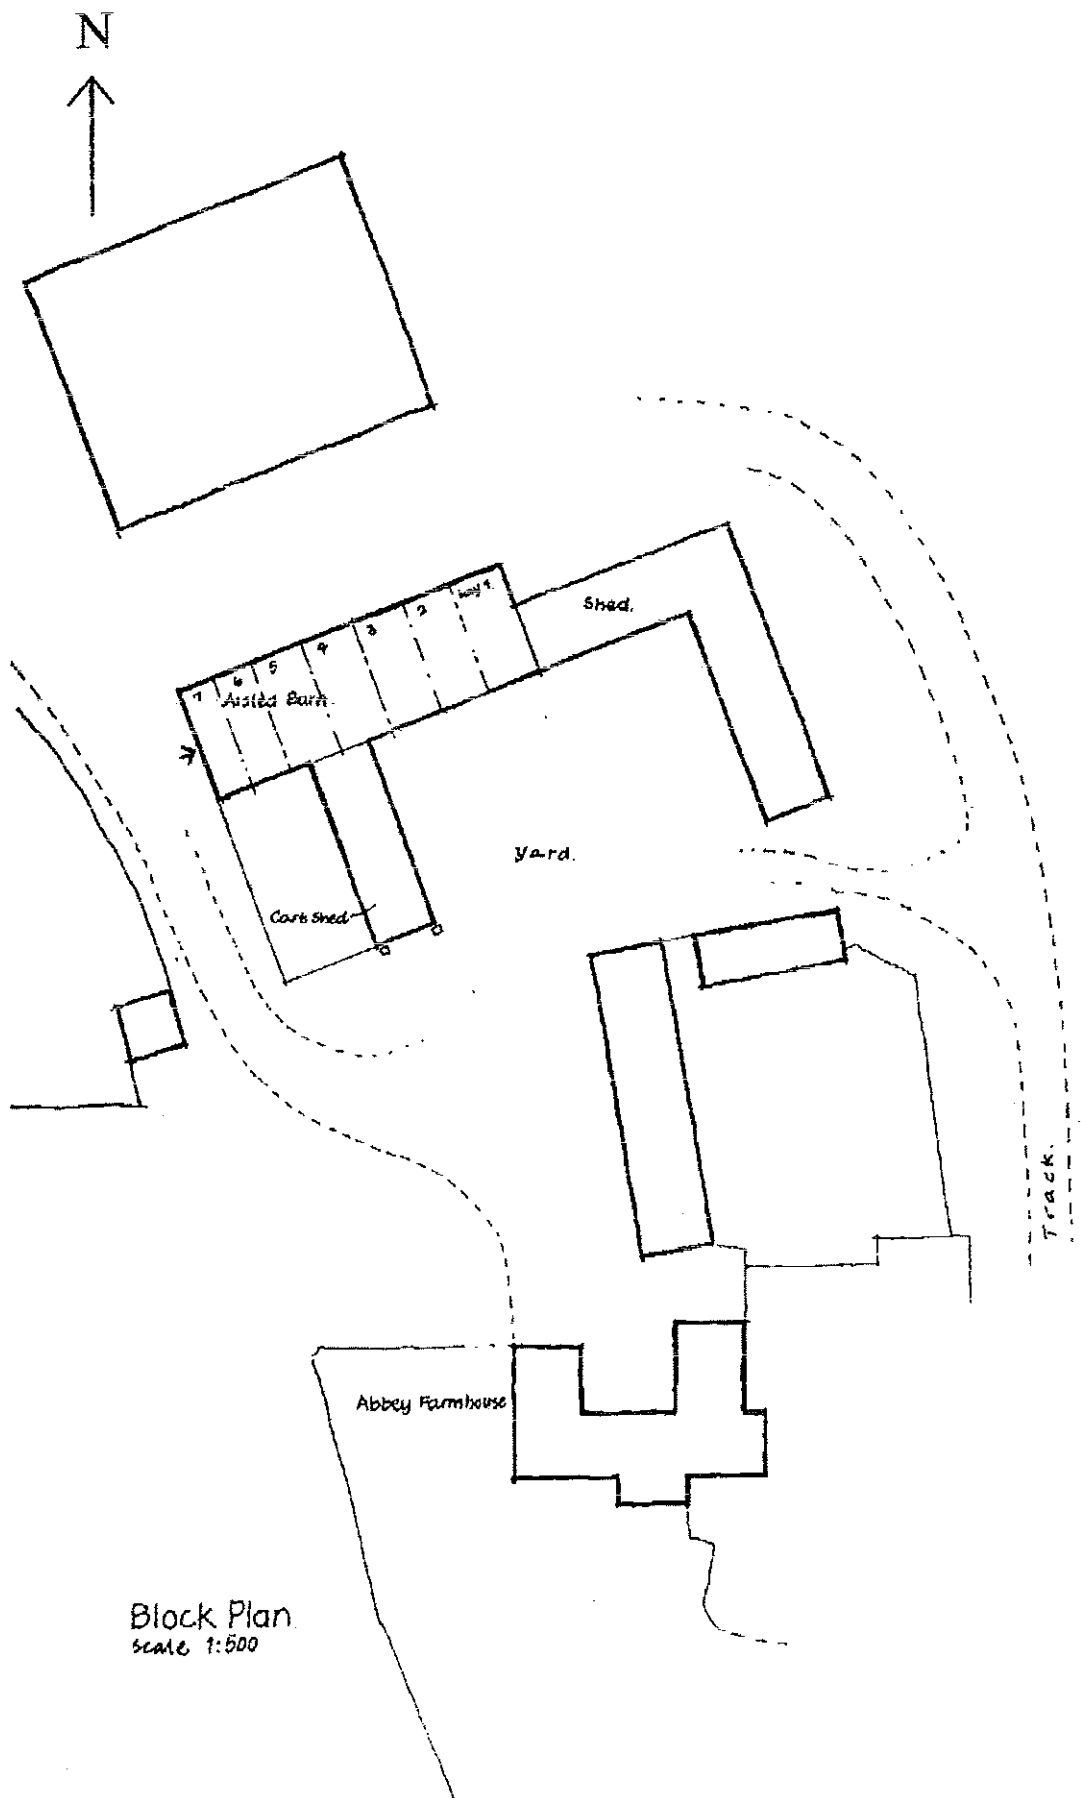 N
Shed.
bay 1.
2
3
4
5
6
7
Aisled Barn.
Yard.
Cart Shed
Track.
Abbey Farmhouse
Block Plan
Scale 1:500